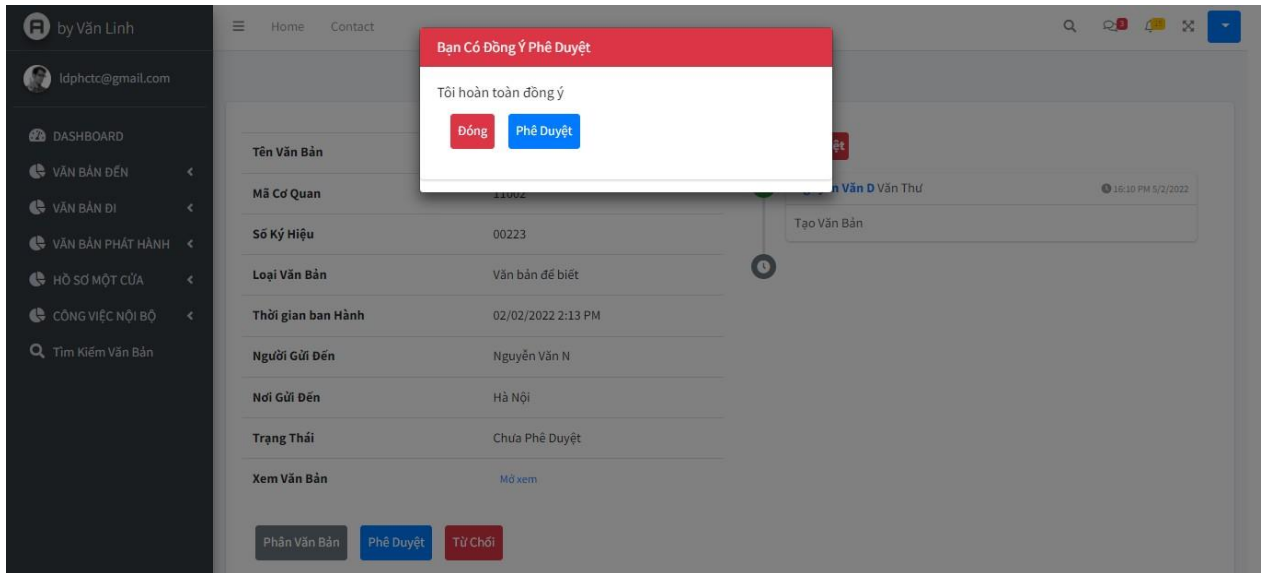 by Văn Linh
Home Contact
3
ldphctc@gmail.com
DASHBOARD
VĂN BẢN ĐẾN
VĂN BẢN ĐI
VĂN BẢN PHÁT HÀNH
HỒ SƠ MỘT CỬA
CÔNG VIỆC NỘI BỘ
Tìm Kiếm Văn Bản
Bạn Có Đồng Ý Phê Duyệt
Tôi hoàn toàn đồng ý
Đóng Phê Duyệt
Tên Văn Bản
Mã Cơ Quan 11002
Số Ký Hiệu 00223
Loại Văn Bản Văn bản để biết
Thời gian ban Hành 02/02/2022 2:13 PM
Người Gửi Đến Nguyễn Văn N
Nơi Gửi Đến Hà Nội
Trạng Thái Chưa Phê Duyệt
Xem Văn Bản Mở xem
Phân Văn Bản Phê Duyệt Từ Chối
Văn D Văn Thư 16:10 PM 5/2/2022
Tạo Văn Bản